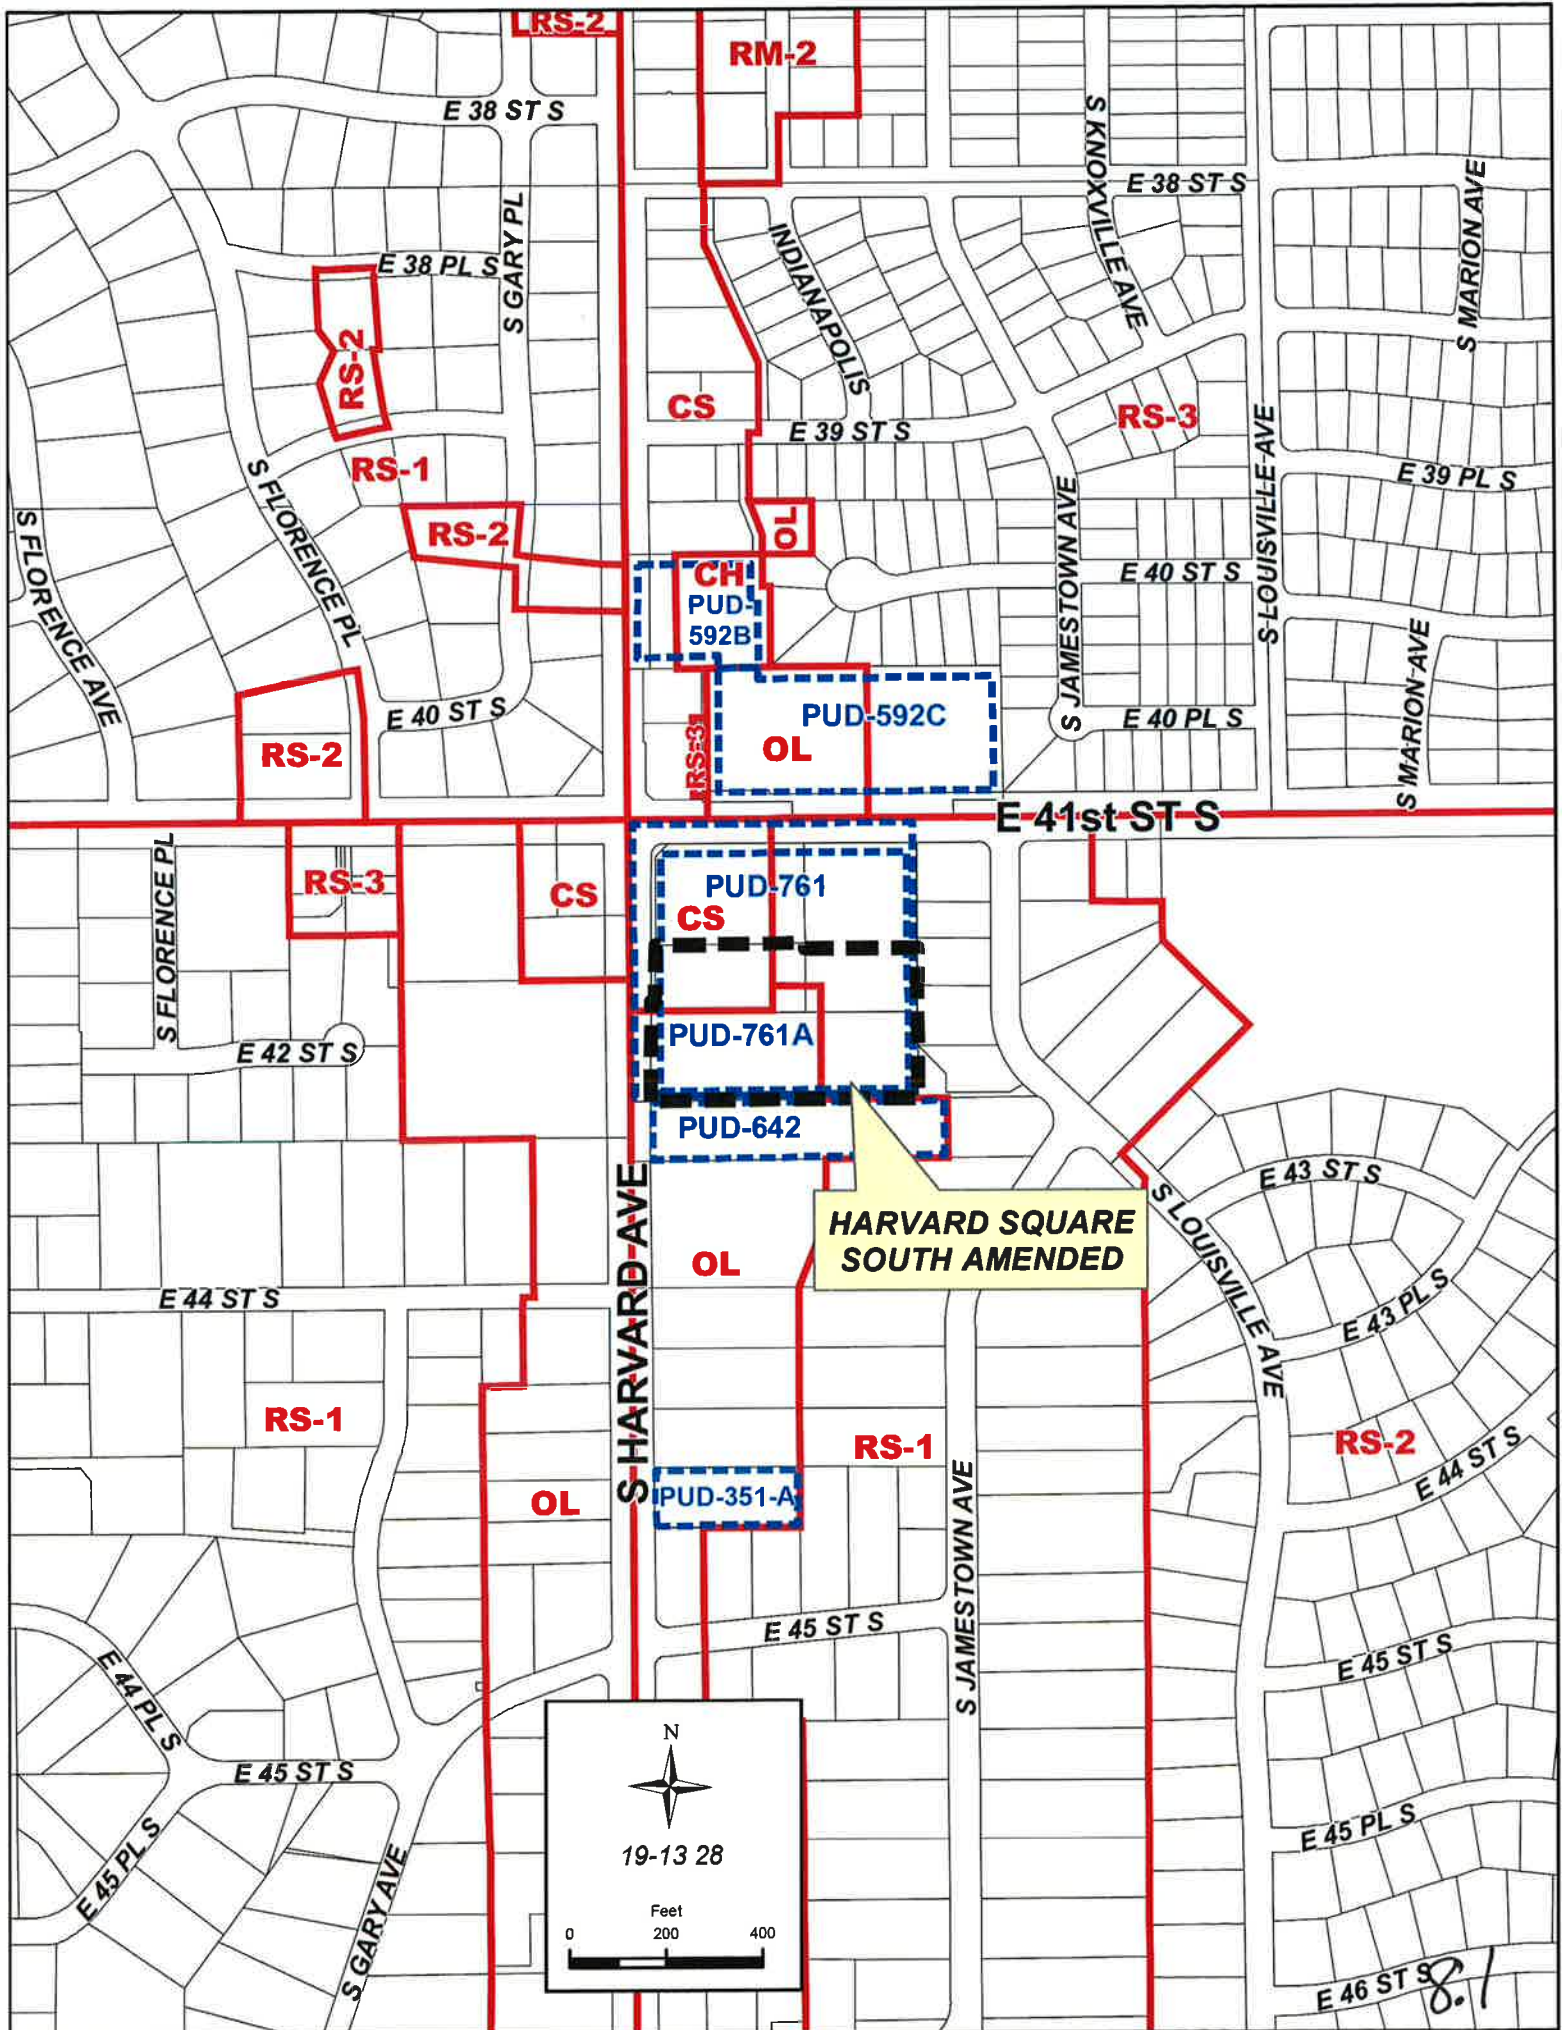 RS-2
RM-2
E 38 ST S
S KNOXVILLE AVE
E 38 ST S
S MARION AVE
S GARY PL
E 38 PL S
INDIANAPOLIS
RS-2
CS
RS-3
E 39 ST S
S LOUISVILLE AVE
RS-1
S FLORENCE PL
E 39 PL S
S FLORENCE AVE
RS-2
OL
S JAMESTOWN AVE
CH
E 40 ST S
PUD-
592B
S MARION AVE
E 40 ST S
PUD-592C
E 40 PL S
RS-2
RS-3
OL
E 41st ST S
S FLORENCE PL
RS-3
CS
PUD-761
CS
E 42 ST S
PUD-761A
PUD-642
S HARVARD AVE
E 43 ST S
S LOUISVILLE AVE
HARVARD SQUARE
SOUTH AMENDED
OL
E 44 ST S
E 43 PL S
RS-1
RS-1
RS-2
E 44 ST S
OL
PUD-351-A
S JAMESTOWN AVE
E 45 ST S
E 45 ST S
E 44 PL S
N
E 45 ST S
19-13 28
E 45 PL S
E 45 PL S
S GARY AVE
Feet
0 200 400
E 46 ST S
8.1